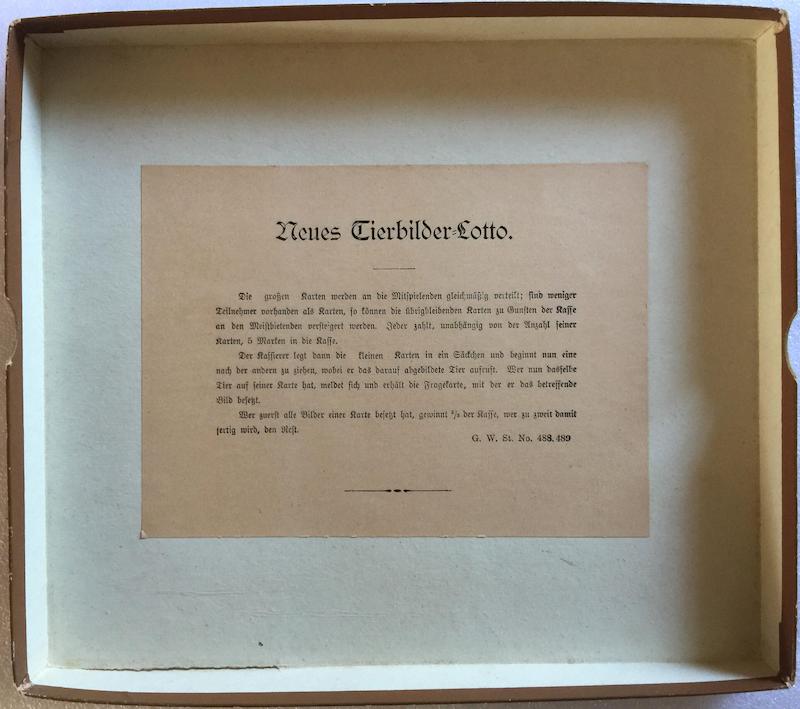 Neues Tierbilder-Lotto.
Die großen Karten werden an die Mitspielenden gleichmäßig verteilt; sind weniger
Teilnehmer vorhanden als Karten, so können die übrigbleibenden Karten zu Gunsten der Kasse
an den Meistbietenden versteigert werden. Jeder zahlt, unabhängig von der Anzahl seiner
Karten, 5 Marken in die Kasse.
Der Kassierer legt dann die kleinen Karten in ein Säckchen und beginnt nun eine
nach der andern zu ziehen, wobei er das darauf abgebildete Tier aufruft. Wer nun dasselbe
Tier auf seiner Karte hat, meldet sich und erhält die Fragekarte, mit der er das betreffende
Bild besetzt.
Wer zuerst alle Bilder einer Karte besetzt hat, gewinnt der Kasse, wer zu zweit damit
fertig wird, den Rest.
G. W. St. No. 488. 489